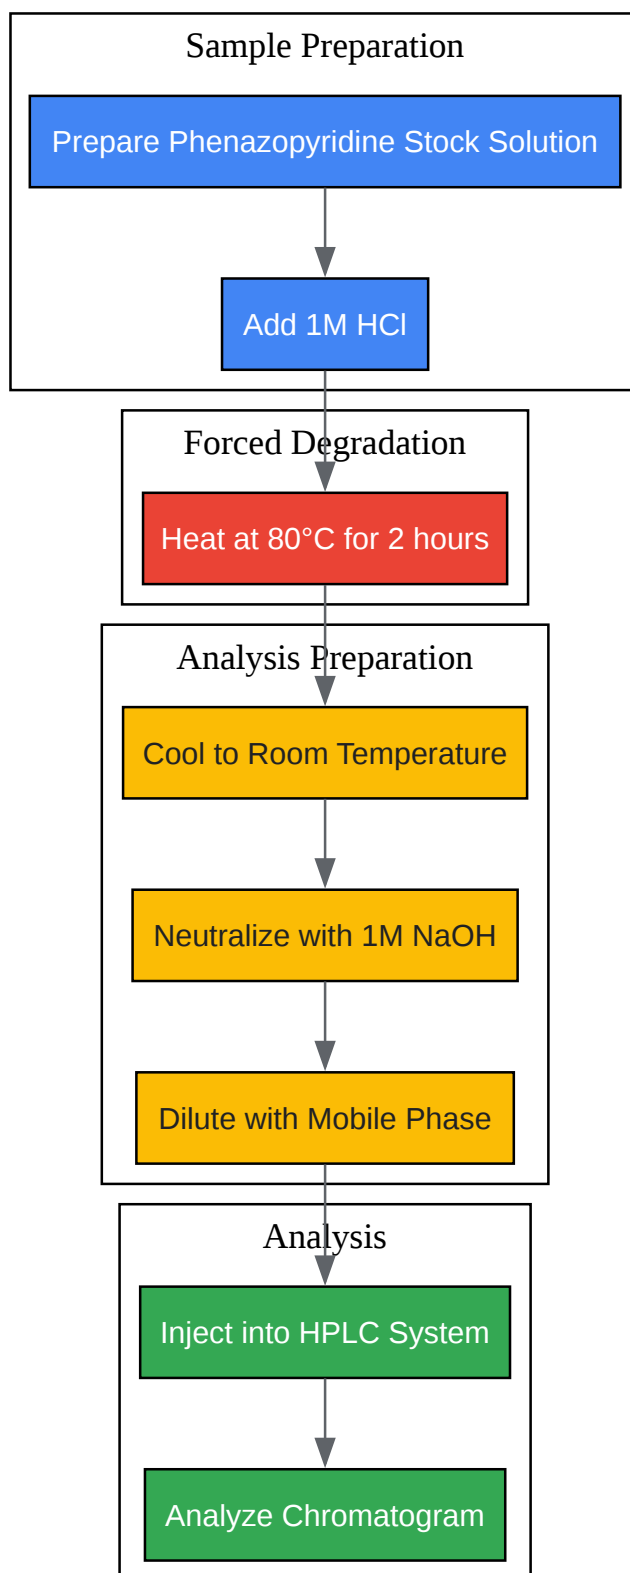 Sample Preparation
Prepare Phenazopyridine Stock Solution
Add 1M HCl
Forced Degradation
Heat at 80°C for 2 hours
Analysis Preparation
Cool to Room Temperature
Neutralize with 1M NaOH
Dilute with Mobile Phase
Analysis
Inject into HPLC System
Analyze Chromatogram